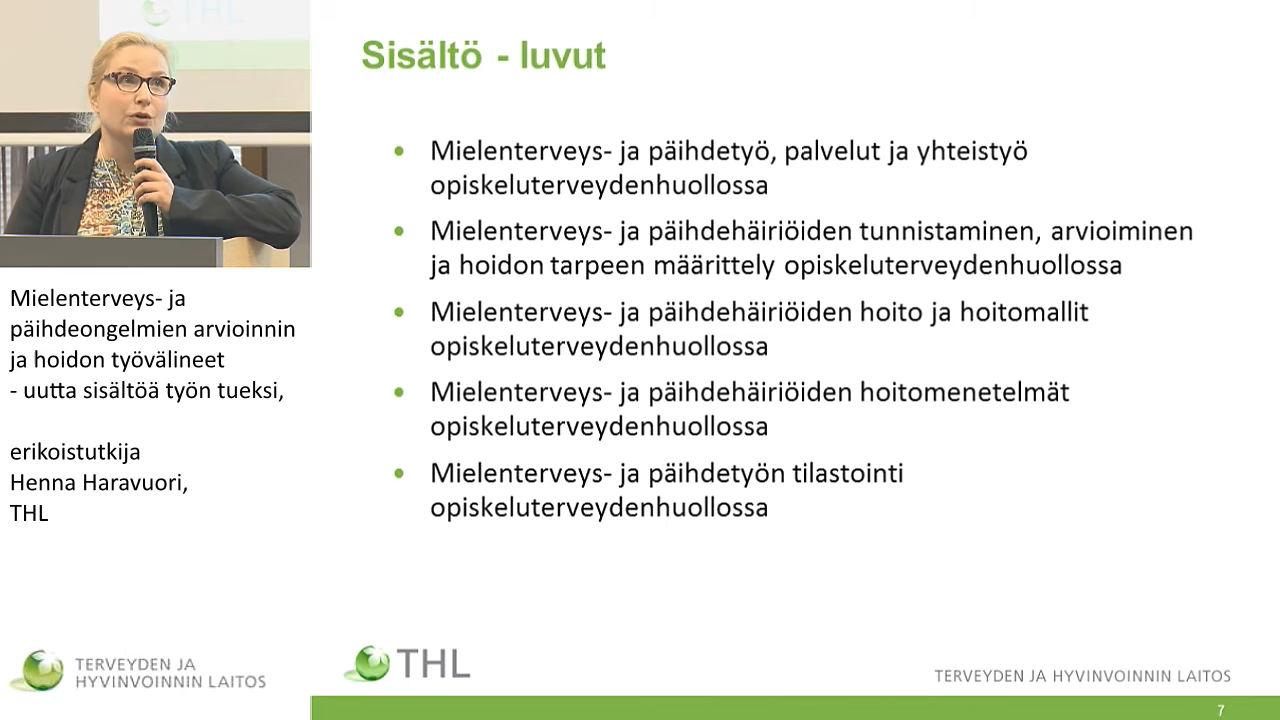 THL
Mielenterveys- ja
päihdeongelmien arvioinnin
ja hoidon työvälineet
- uutta sisältöä työn tueksi,
erikoistutkija
Henna Haravuori,
THL
TERVEYDEN JA
HYVINVOINNIN LAITOS
Sisältö - luvut
• Mielenterveys- ja päihdetyö, palvelut ja yhteistyö
opiskeluterveydenhuollossa
• Mielenterveys- ja päihdehäiriöiden tunnistaminen, arvioiminen
ja hoidon tarpeen määrittely opiskeluterveydenhuollossa
• Mielenterveys- ja päihdehäiriöiden hoito ja hoitomallit
opiskeluterveydenhuollossa
• Mielenterveys- ja päihdehäiriöiden hoitomenetelmät
opiskeluterveydenhuollossa
• Mielenterveys- ja päihdetyön tilastointi
opiskeluterveydenhuollossa
THL
TERVEYDEN JA HYVINVOINNIN LAITOS
7